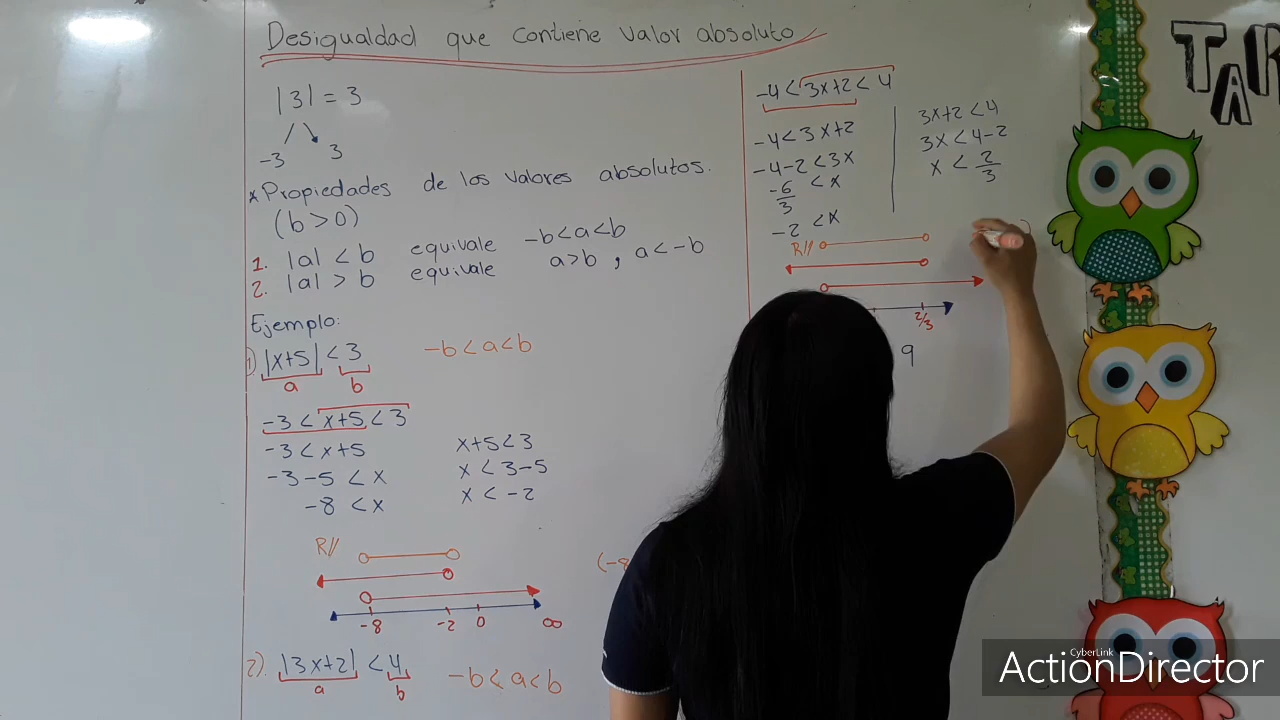 Desigualdad que contiene valor absoluto
|3| = 3
-3 3
* Propiedades de los valores absolutos.
(b > 0)
1. |a| < b equivale -b<a<b
2. |a| > b equivale a>b , a<-b
Ejemplo:
1) |x+5| < 3 -b<a<b
a b
-3 < x+5 < 3
-3 < x+5 x+5<3
-3-5 < x x < 3-5
-8 < x x < -2
R//
-8 -2 0 ∞
(-8
2). |3x+2| < 4 -b<a<b
a b
-4 < 3x+2 < 4
-4 < 3x+2
-4-2 < 3x
-6/3 < x
-2 < x
3x+2 < 4
3x < 4-2
x < 2/3
R//
2/3
9
TAR
CyberLink
ActionDirector